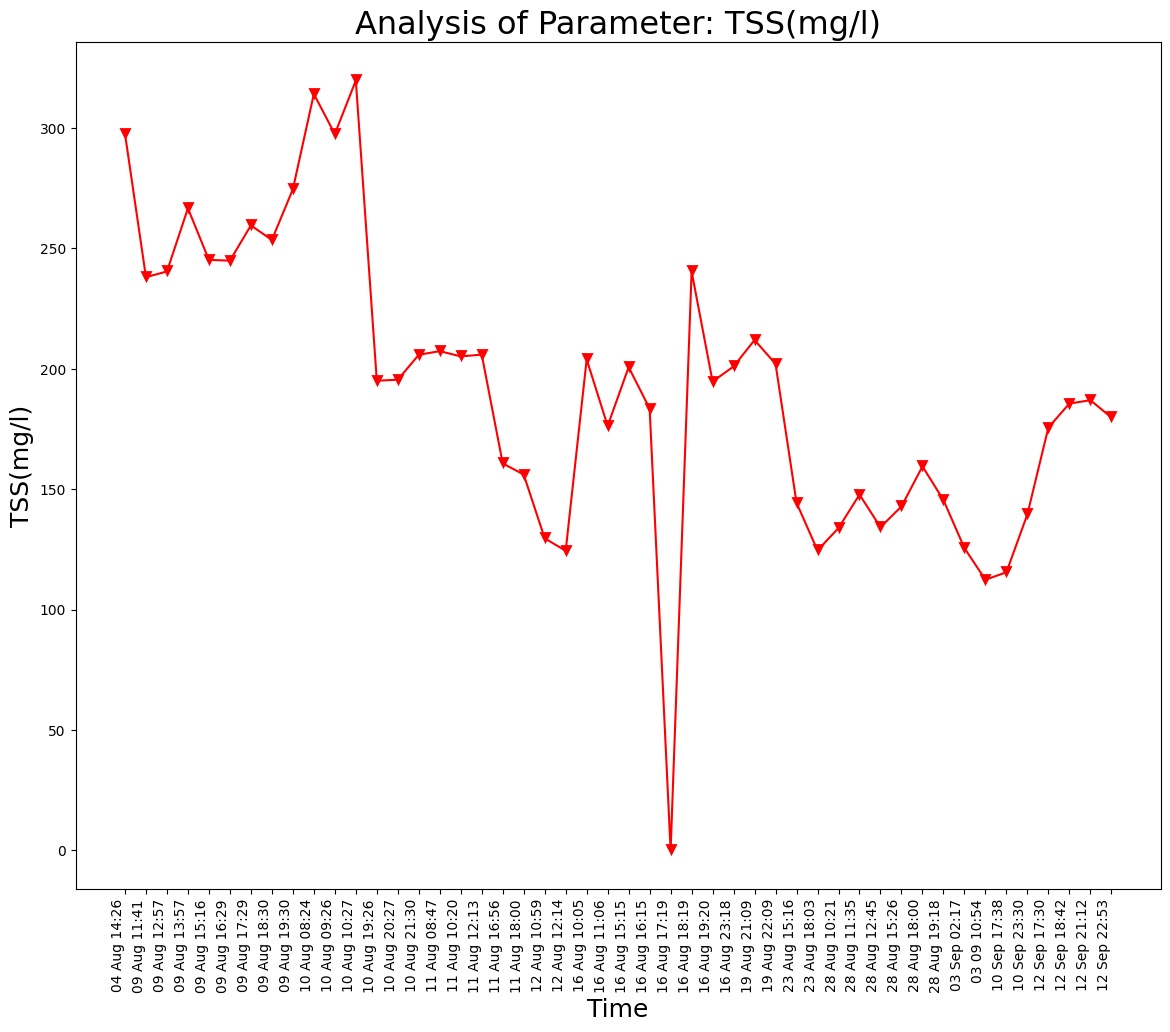 Analysis of Parameter: TSS(mg/l)
TSS(mg/l)
300
250
200
150
100
50
0
04 Aug 14:26
09 Aug 11:41
09 Aug 12:57
09 Aug 13:57
09 Aug 15:16
09 Aug 16:29
09 Aug 17:29
09 Aug 18:30
09 Aug 19:30
10 Aug 08:24
10 Aug 09:26
10 Aug 10:27
10 Aug 19:26
10 Aug 20:27
10 Aug 21:30
11 Aug 08:47
11 Aug 10:20
11 Aug 12:13
11 Aug 16:56
11 Aug 18:00
12 Aug 10:59
12 Aug 12:14
16 Aug 10:05
16 Aug 11:06
16 Aug 15:15
16 Aug 16:15
16 Aug 17:19
16 Aug 18:19
16 Aug 19:20
16 Aug 23:18
19 Aug 21:09
19 Aug 22:09
23 Aug 15:16
23 Aug 18:03
28 Aug 10:21
28 Aug 11:35
28 Aug 12:45
28 Aug 15:26
28 Aug 18:00
28 Aug 19:18
03 Sep 02:17
03 09 10:54
10 Sep 17:38
10 Sep 23:30
12 Sep 17:30
12 Sep 18:42
12 Sep 21:12
12 Sep 22:53
Time